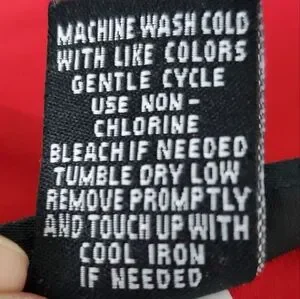 MACHINE WASH COLD
WITH LIKE COLORS
GENTLE CYCLE
USE NON-
CHLORINE
BLEACH IF NEEDED
TUMBLE DRY LOW
REMOVE PROMPTLY
AND TOUCH UP WITH
COOL IRON
IF NEEDED